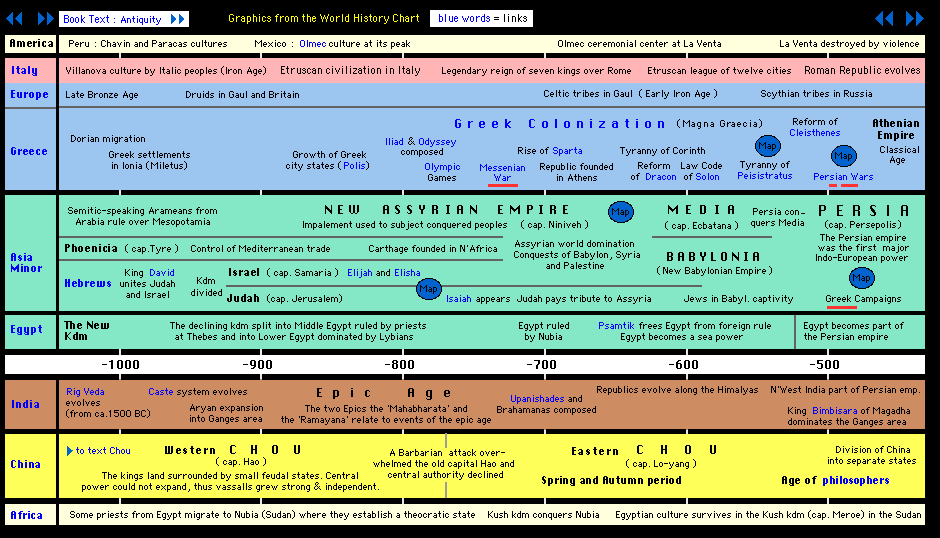 Book Text : Antiquity
Graphics from the World History Chart
blue words = links
America
Peru : Chavin and Paracas cultures
Mexico : Olmec culture at its peak
Olmec ceremonial center at La Venta
La Venta destroyed by violence
Italy
Villanova culture by Italic peoples (Iron Age)
Etruscan civilization in Italy
Legendary reign of seven kings over Rome
Etruscan league of twelve cities
Roman Republic evolves
Europe
Late Bronze Age
Druids in Gaul and Britain
Celtic tribes in Gaul ( Early Iron Age )
Scythian tribes in Russia
Greece
Dorian migration
Greek settlements
in Ionia (Miletus)
Growth of Greek
city states ( Polis)
Iliad & Odyssey
composed
Olympic
Games
Greek Colonization (Magna Graecia)
Messenian
War
Rise of Sparta
Republic founded
in Athens
Tyranny of Corinth
Reform
of Dracon
Law Code
of Solon
Map
Tyranny of
Peisistratus
Reform of
Cleisthenes
Map
Persian Wars
Athenian
Empire
Classical
Age
Asia
Minor
Semitic-speaking Arameans from
Arabia rule over Mesopotamia
NEW ASSYRIAN EMPIRE
Impalement used to subject conquered peoples ( cap. Niniveh )
Map
MEDIA
( cap. Ecbatana )
Persia con-
quers Media
PERSIA
(cap. Persepolis)
The Persian empire
was the first major
Indo-European power
Map
Greek Campaigns
Phoenicia ( cap.Tyre )
Control of Mediterranean trade
Carthage founded in N'Africa
Assyrian world domination
Conquests of Babylon, Syria
and Palestine
BABYLONIA
(New Babylonian Empire )
Hebrews
King David
unites Judah
and Israel
Kdm
divided
Israel ( cap. Samaria )
Elijah and Elisha
Map
Judah (cap. Jerusalem)
Isaiah appears
Judah pays tribute to Assyria
Jews in Babyl. captivity
Egypt
The New
Kdm
The declining kdm split into Middle Egypt ruled by priests
at Thebes and into Lower Egypt dominated by Lybians
Egypt ruled
by Nubia
Psamtik frees Egypt from foreign rule
Egypt becomes a sea power
Egypt becomes part of
the Persian empire
-1000 -900 -800 -700 -600 -500
India
Rig Veda
evolves
(from ca.1500 BC)
Caste system evolves
Aryan expansion
into Ganges area
Epic Age
The two Epics the 'Mahabharata' and
the 'Ramayana' relate to events of the epic age
Upanishades and
Brahamanas composed
Republics evolve along the Himalyas
N'West India part of Persian emp.
King Bimbisara of Magadha
dominates the Ganges area
China
to text Chou
Western CHOU
( cap. Hao )
The kings land surrounded by small feudal states. Central
power could not expand, thus vassalls grew strong & independent.
A Barbarian attack over-
whelmed the old capital Hao and
central authority declined
Eastern CHOU
( cap. Lo-yang )
Spring and Autumn period
Division of China
into separate states
Age of philosophers
Africa
Some priests from Egypt migrate to Nubia (Sudan) where they establish a theocratic state
Kush kdm conquers Nubia
Egyptian culture survives in the Kush kdm (cap. Meroe) in the Sudan